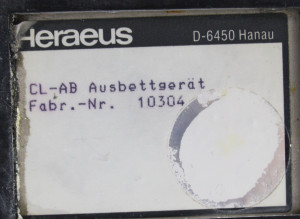 Heraeus D-6450 Hanau
CL-AB Ausbettgerät
Fabr.-Nr. 10304